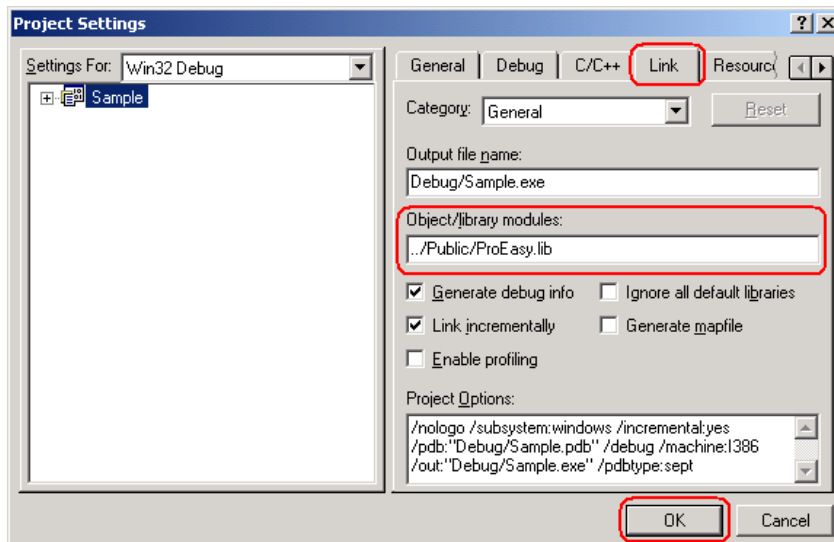 Project Settings
Settings For: Win32 Debug
Sample
General Debug C/C++ Link Resourc
Category: General Reset
Output file name:
Debug/Sample.exe
Object/library modules:
../Public/ProEasy.lib
Generate debug info Ignore all default libraries
Link incrementally Generate mapfile
Enable profiling
Project Options:
/nologo /subsystem:windows /incremental:yes
/pdb:"Debug/Sample.pdb" /debug /machine:I386
/out:"Debug/Sample.exe" /pdbtype:sept
OK Cancel